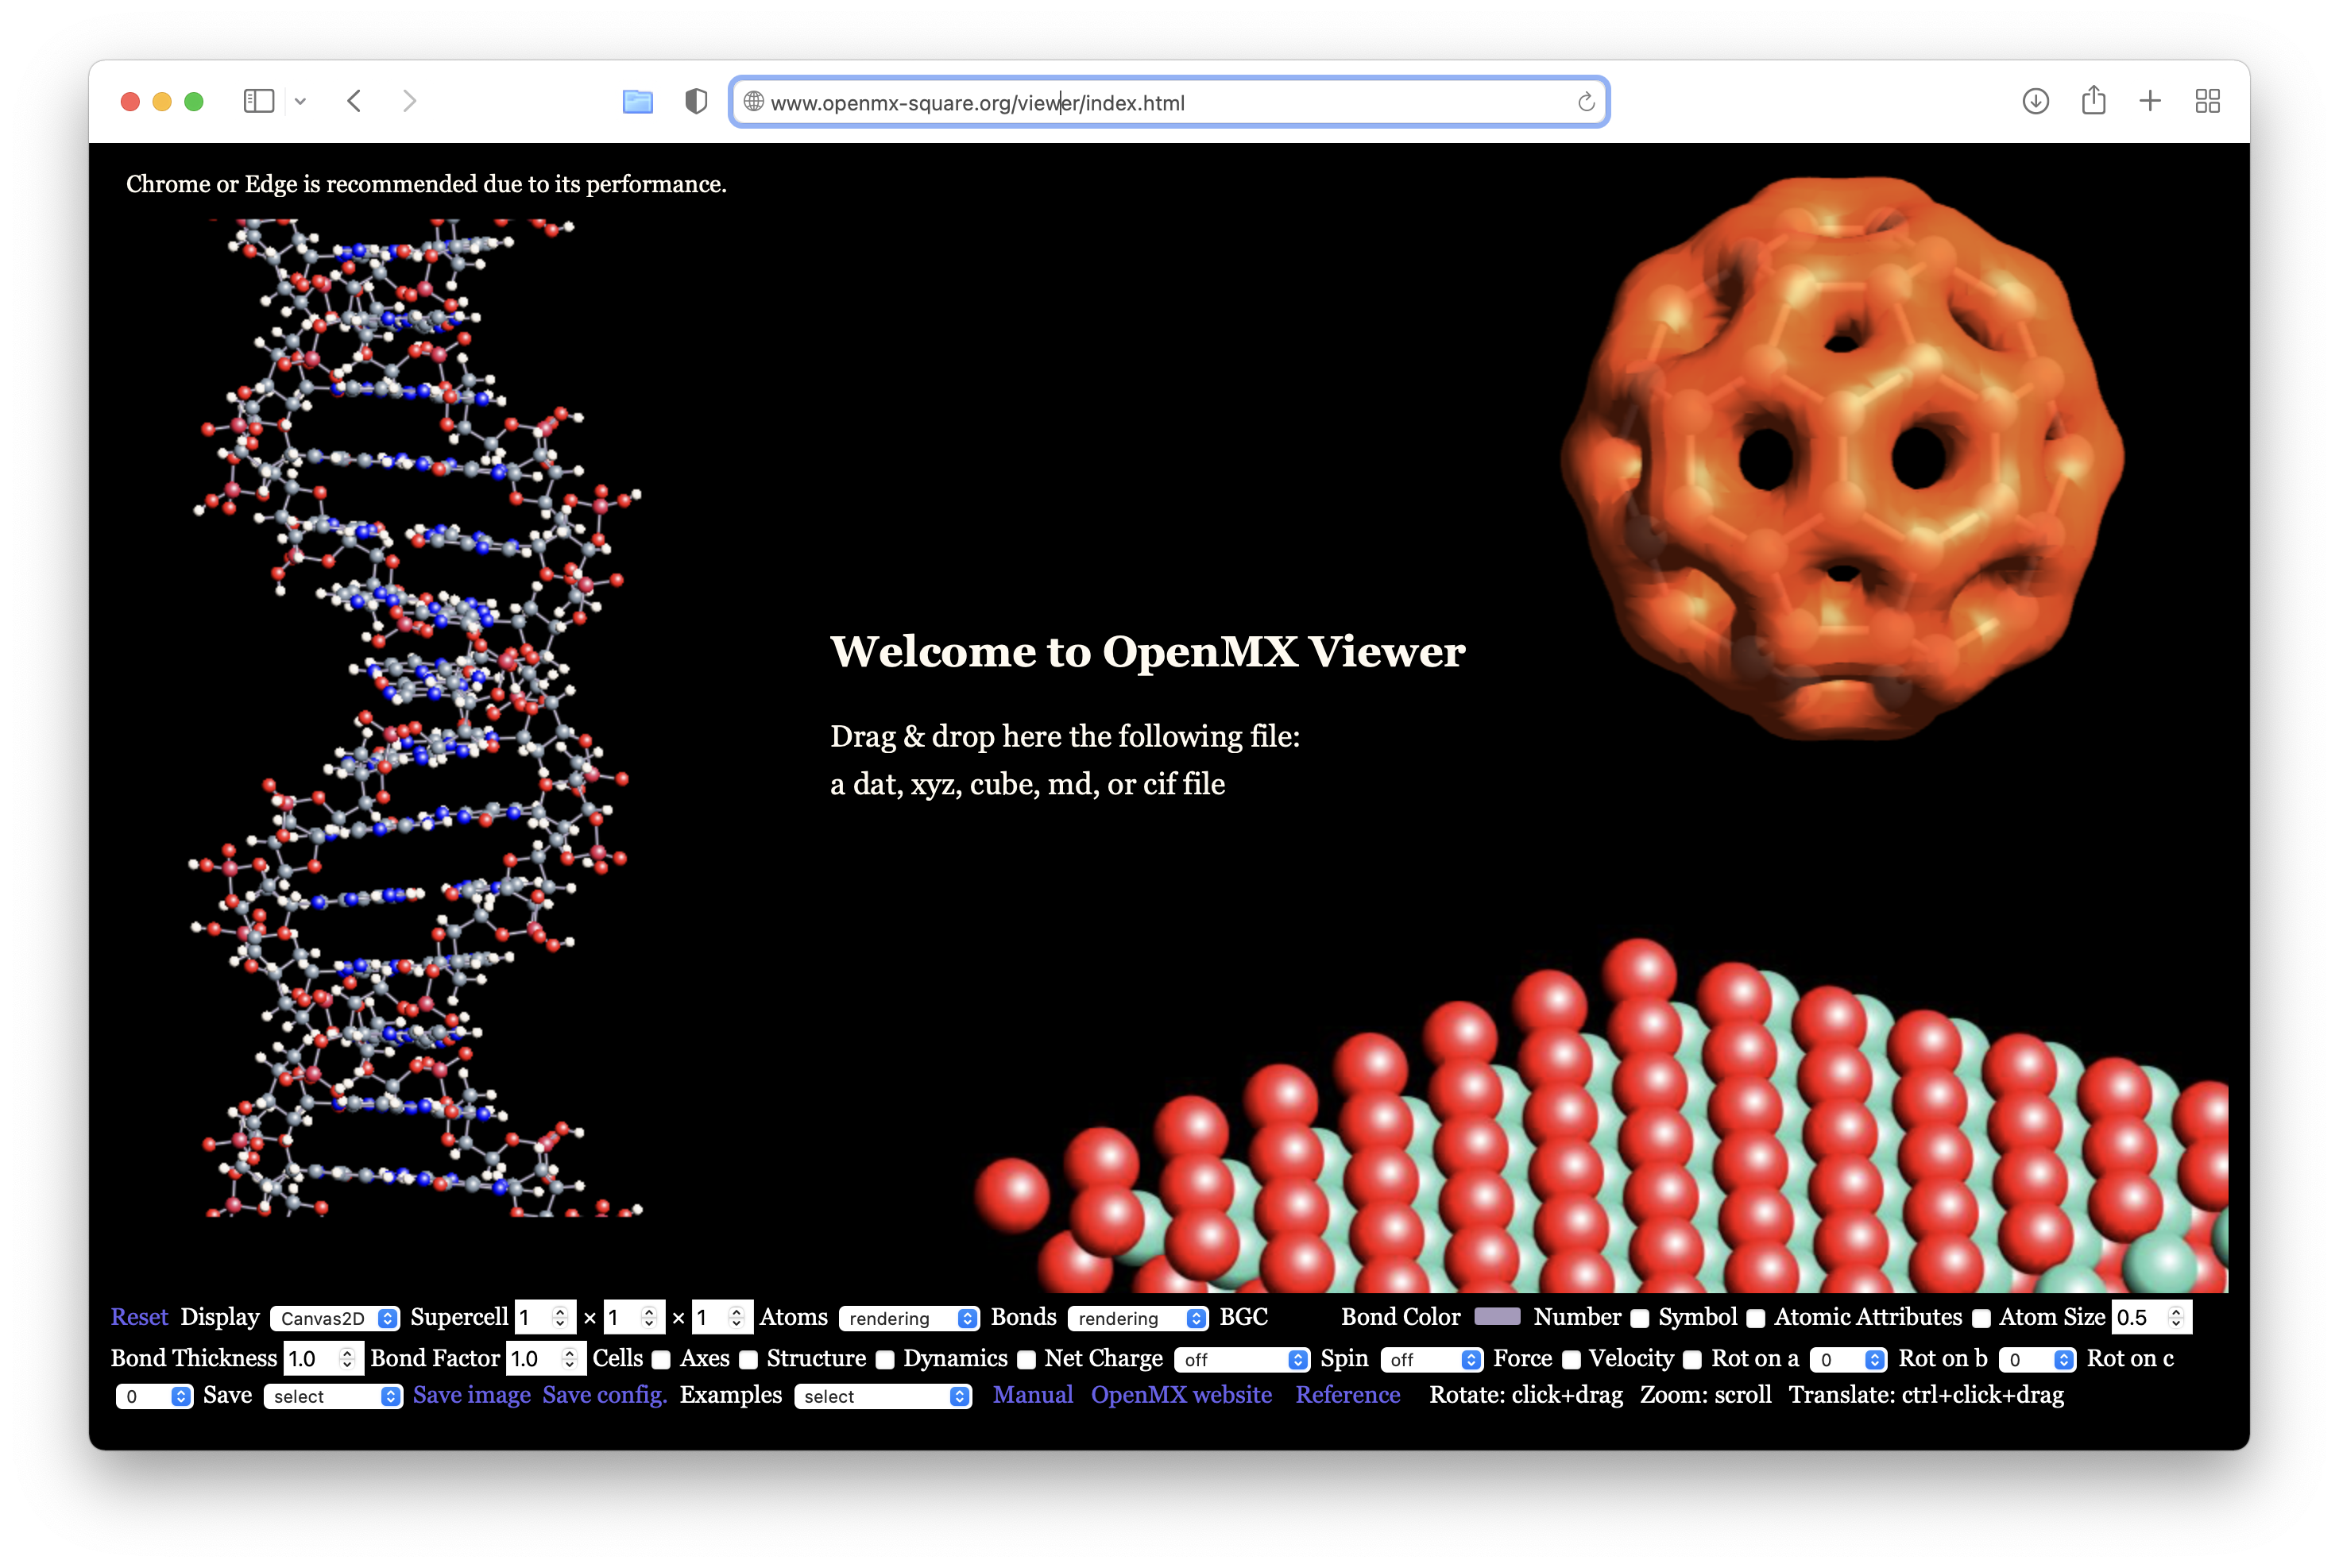 www.openmx-square.org/viewer/index.html
Chrome or Edge is recommended due to its performance.
Welcome to OpenMX Viewer
Drag & drop here the following file:
a dat, xyz, cube, md, or cif file
Reset Display Canvas2D Supercell 1 × 1 × 1 Atoms rendering Bonds rendering BGC Bond Color Number Symbol Atomic Attributes Atom Size 0.5
Bond Thickness 1.0 Bond Factor 1.0 Cells Axes Structure Dynamics Net Charge off Spin off Force Velocity Rot on a 0 Rot on b 0 Rot on c
0 Save select Save image Save config. Examples select Manual OpenMX website Reference Rotate: click+drag Zoom: scroll Translate: ctrl+click+drag